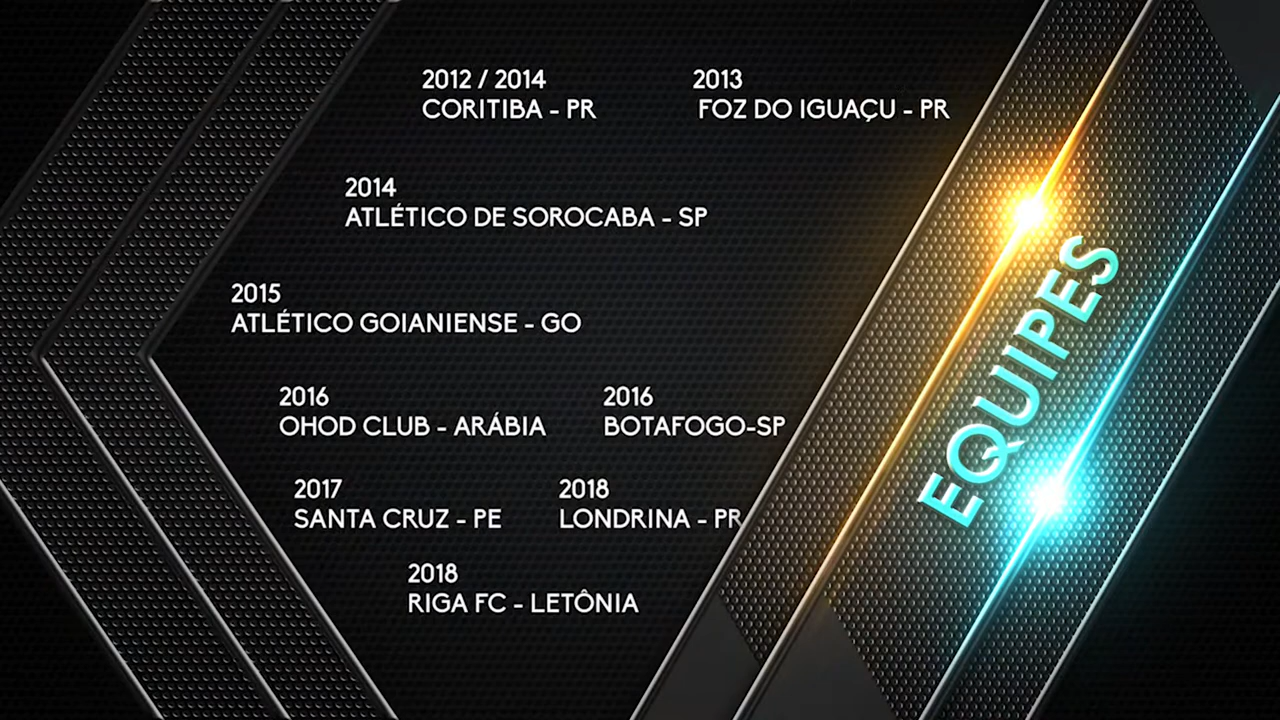 2012 / 2014
CORITIBA - PR
2013
FOZ DO IGUAÇU - PR
2014
ATLÉTICO DE SOROCABA - SP
2015
ATLÉTICO GOIANIENSE - GO
2016
OHOD CLUB - ARÁBIA
2016
BOTAFOGO-SP
2017
SANTA CRUZ - PE
2018
LONDRINA - PR
2018
RIGA FC - LETÔNIA
EQUIPES